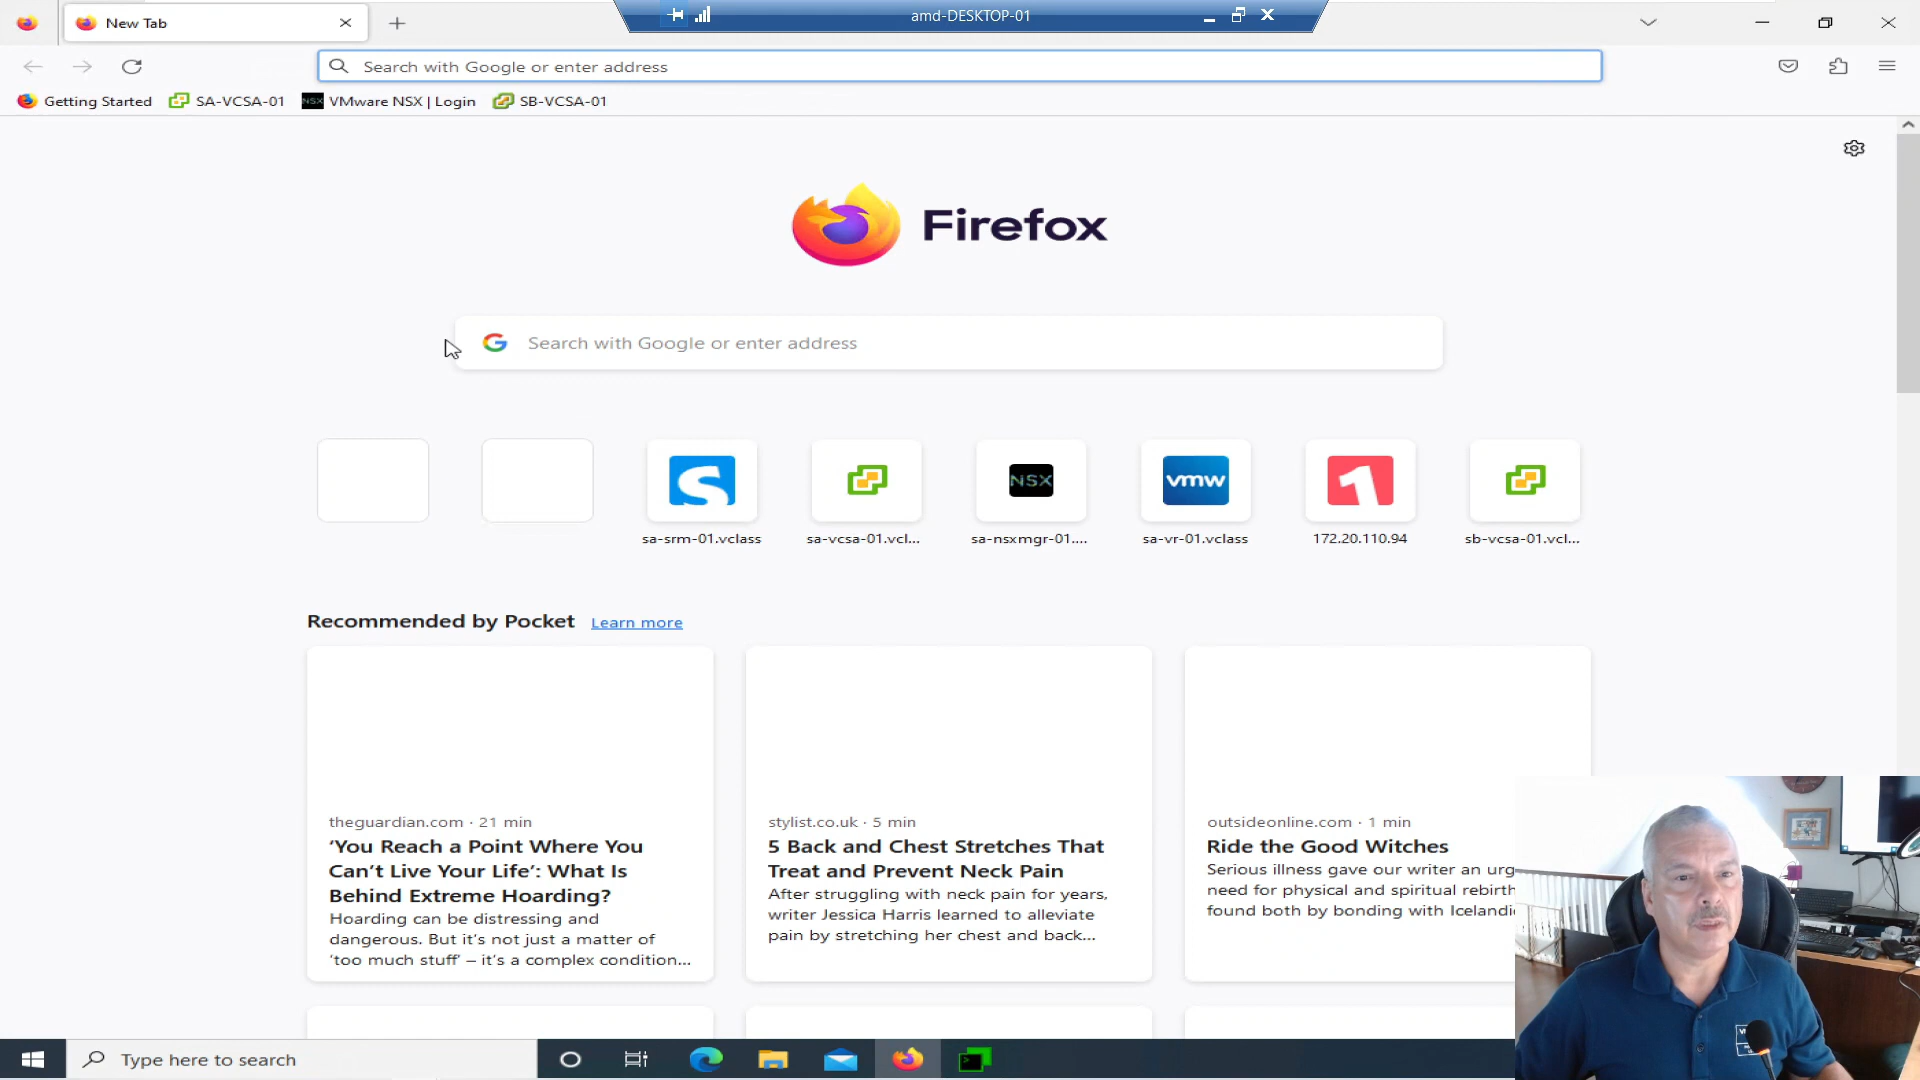 New Tab
amd-DESKTOP-01
Search with Google or enter address
Getting Started
SA-VCSA-01
NSX
VMware NSX | Login
SB-VCSA-01
Firefox
Search with Google or enter address
NSX
vmw
1
sa-srm-01.vclass
sa-vcsa-01.vcl...
sa-nsxmgr-01....
sa-vr-01.vclass
172.20.110.94
sb-vcsa-01.vcl...
Recommended by Pocket Learn more
theguardian.com · 21 min
‘You Reach a Point Where You
Can’t Live Your Life’: What Is
Behind Extreme Hoarding?
Hoarding can be distressing and
dangerous. But it’s not just a matter of
‘too much stuff’ – it’s a complex condition...
stylist.co.uk · 5 min
5 Back and Chest Stretches That
Treat and Prevent Neck Pain
After struggling with neck pain for years,
writer Jessica Harris learned to alleviate
pain by stretching her chest and back...
outsideonline.com · 1 min
Ride the Good Witches
Serious illness gave our writer an urg
need for physical and spiritual rebirth
found both by bonding with Icelandi
Type here to search